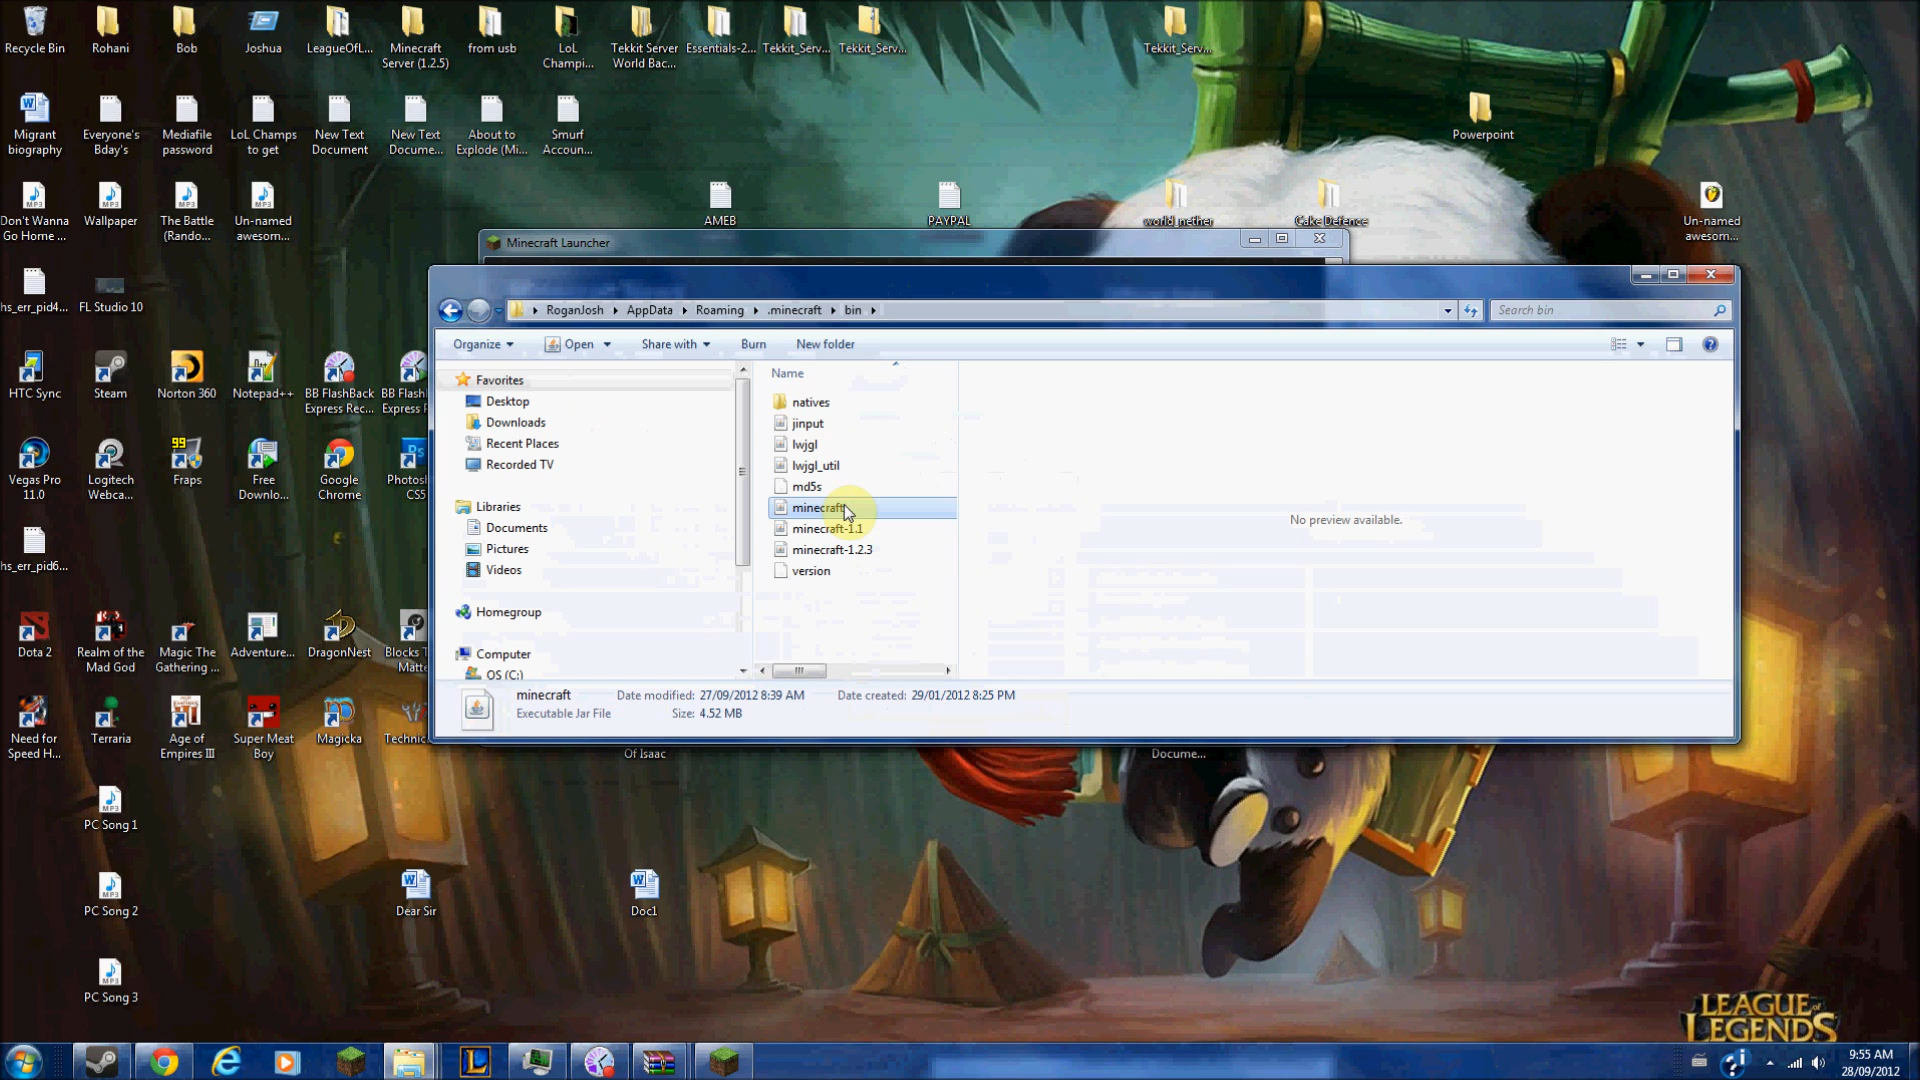 Recycle Bin
Rohani
Bob
Joshua
LeagueOfL...
Minecraft
Server (1.2.5)
from usb
LoL
Champi...
Tekkit Server
World Bac...
Essentials-2...
Tekkit_Serv...
Tekkit_Serv...
Tekkit_Serv...
Migrant
biography
Everyone's
Bday's
Mediafile
password
LoL Champs
to get
New Text
Document
New Text
Docume...
About to
Explode (Mi...
Smurf
Accoun...
Powerpoint
Don't Wanna
Go Home ...
Wallpaper
The Battle
(Rando...
Un-named
awesom...
AMEB
PAYPAL
world_nether
Cake Defence
Un-named
awesom...
Minecraft Launcher
hs_err_pid4...
FL Studio 10
RoganJosh
AppData
Roaming
.minecraft
bin
Search bin
Organize
Open
Share with
Burn
New folder
HTC Sync
Steam
Norton 360
Notepad++
BB FlashBack
Express Rec...
BB Flash
Express
Favorites
Desktop
Downloads
Recent Places
Recorded TV
Libraries
Documents
Pictures
Videos
Homegroup
Computer
OS (C:)
Name
natives
jinput
lwjgl
lwjgl_util
md5s
minecraft
minecraft-1.1
minecraft-1.2.3
version
No preview available.
minecraft
Date modified: 27/09/2012 8:39 AM
Date created: 29/01/2012 8:25 PM
Executable Jar File
Size: 4.52 MB
Vegas Pro
11.0
Logitech
Webca...
99
Fraps
Free
Downlo...
Google
Chrome
Photos
CS5
hs_err_pid6...
Dota 2
Realm of the
Mad God
Magic The
Gathering ...
Adventure...
DragonNest
Blocks T
Matte
Need for
Speed H...
Terraria
Age of
Empires III
Super Meat
Boy
Magicka
Technic
Of Isaac
Docume...
PC Song 1
PC Song 2
Dear Sir
Doc1
PC Song 3
LEAGUE of
LEGENDS
9:55 AM
28/09/2012